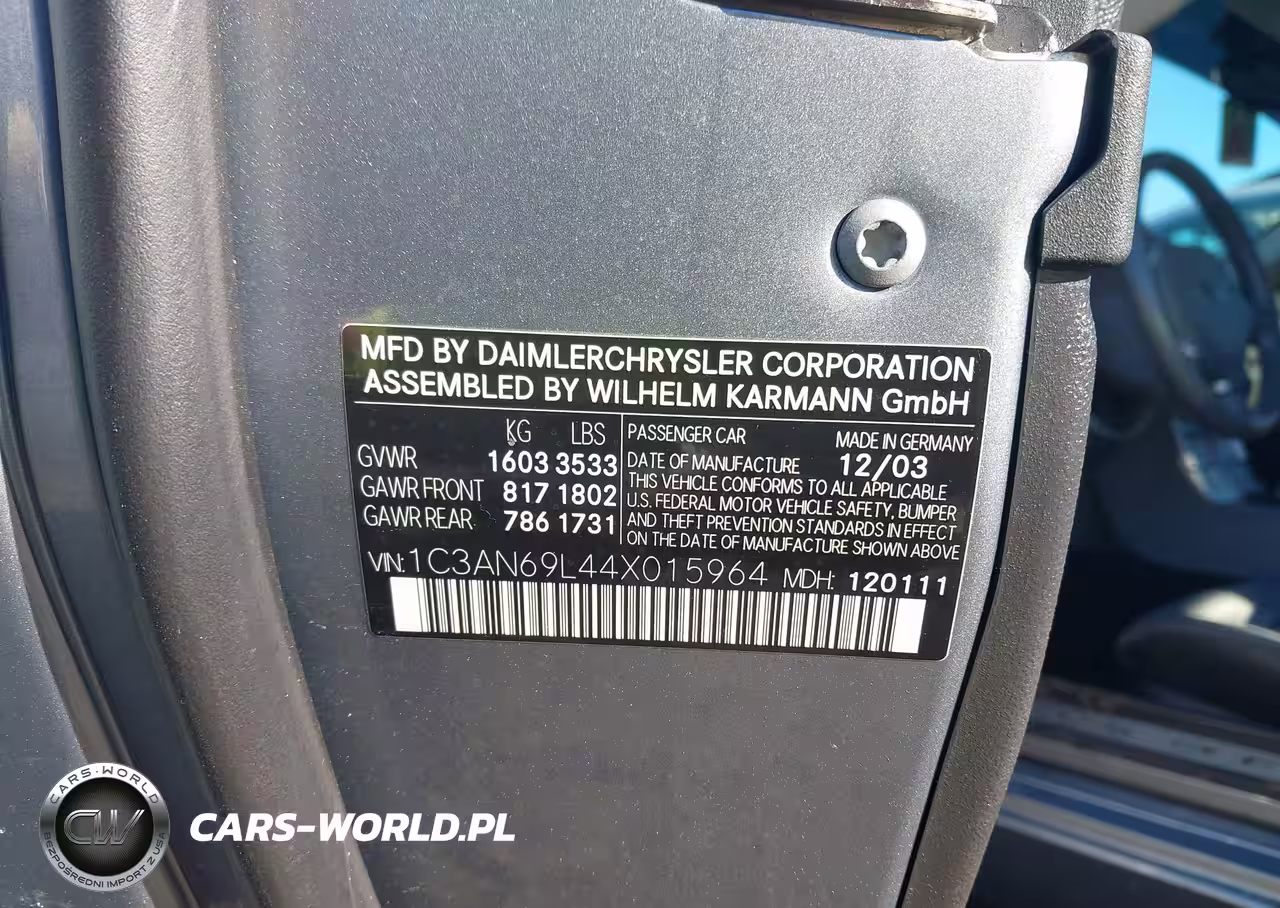 MFD BY DAIMLERCHRYSLER CORPORATION
ASSEMBLED BY WILHELM KARMANN GmbH
KG LBS
GVWR 1603 3533
GAWR FRONT 817 1802
GAWR REAR 786 1731
PASSENGER CAR MADE IN GERMANY
DATE OF MANUFACTURE 12/03
THIS VEHICLE CONFORMS TO ALL APPLICABLE
U.S. FEDERAL MOTOR VEHICLE SAFETY, BUMPER
AND THEFT PREVENTION STANDARDS IN EFFECT
ON THE DATE OF MANUFACTURE SHOWN ABOVE
VIN: 1C3AN69L44X015964 MDH: 120111
CARS-WORLD
CW
BEZPOŚREDNI IMPORT Z USA
CARS-WORLD.PL